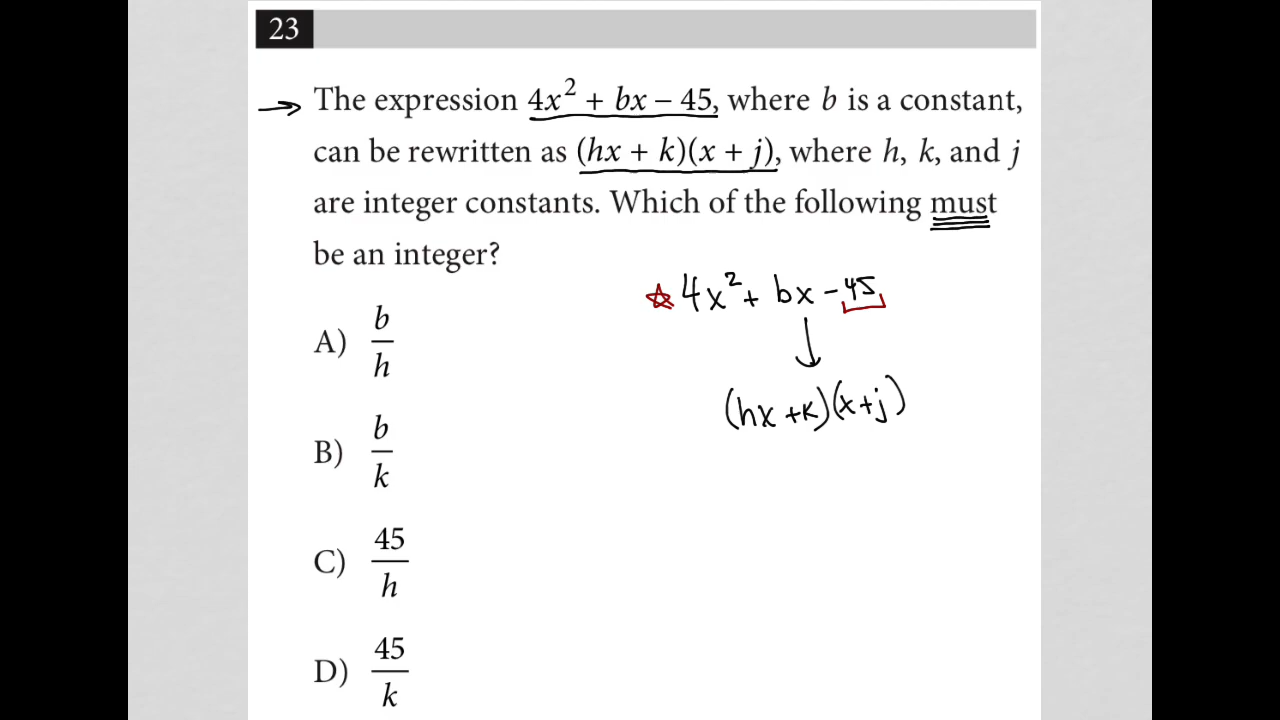 23
The expression 4x² + bx − 45, where b is a constant,
can be rewritten as (hx + k)(x + j), where h, k, and j
are integer constants. Which of the following must
be an integer?
4x² + bx − 45
(hx + k)(x + j)
A) b/h
B) b/k
C) 45/h
D) 45/k